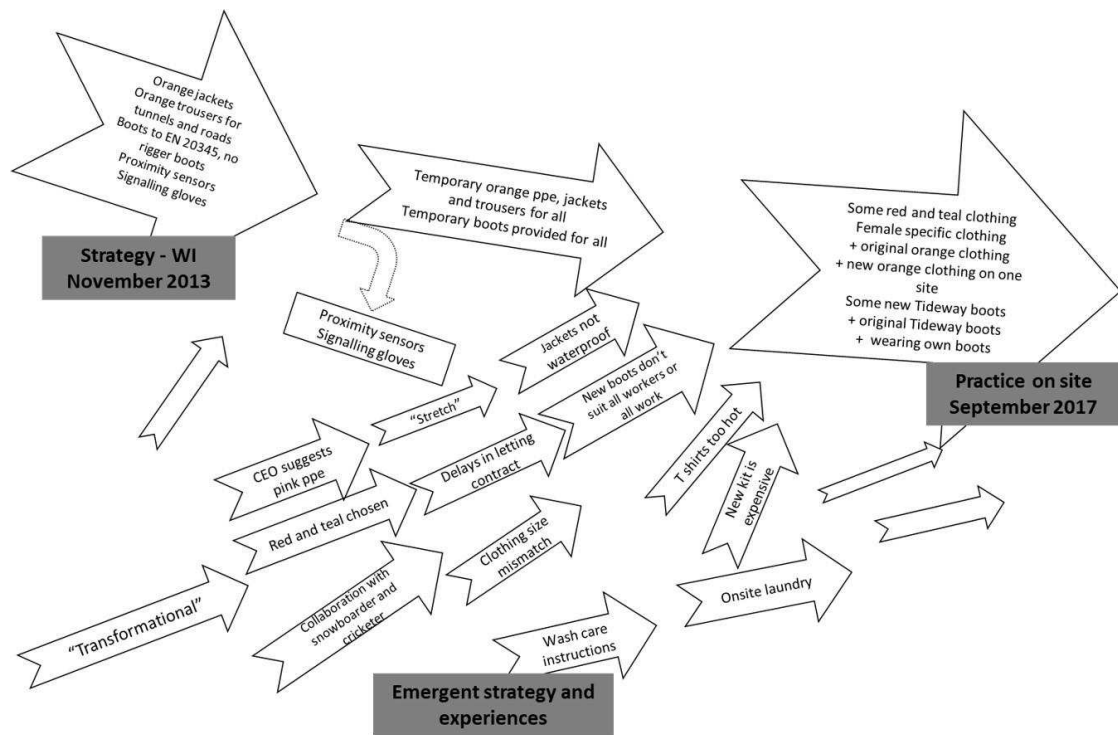 Orange jackets
Orange trousers for
tunnels and roads
Boots to EN 20345, no
rigger boots
Proximity sensors
Signalling gloves
Strategy - WI
November 2013
Temporary orange ppe, jackets
and trousers for all
Temporary boots provided for all
Proximity sensors
Signalling gloves
Some red and teal clothing
Female specific clothing
+ original orange clothing
+ new orange clothing on one
site
Some new Tideway boots
+ original Tideway boots
+ wearing own boots
Practice on site
September 2017
Jackets not
waterproof
"Stretch"
New boots don't
suit all workers or
all work
CEO suggests
pink ppe
Delays in letting
contract
T shirts too hot
New kit is
expensive
Red and teal chosen
Clothing size
mismatch
Collaboration with
snowboarder and
cricketer
"Transformational"
Onsite laundry
Wash care
instructions
Emergent strategy and
experiences